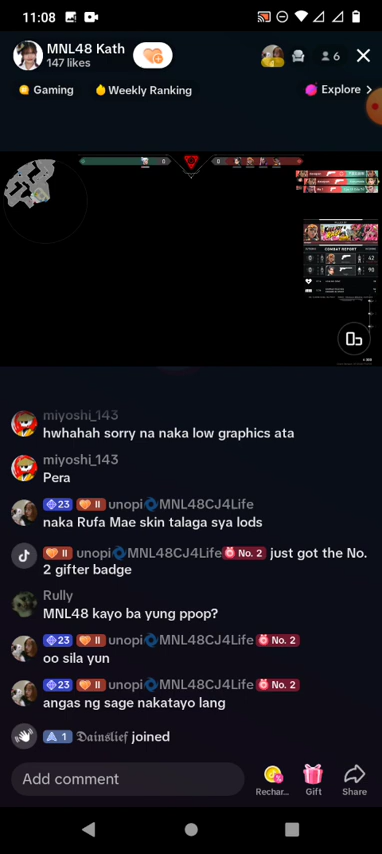 11:08
MNL48 Kath
147 likes
6
Gaming
Weekly Ranking
Explore
0
0
COMBAT REPORT
42
90
miyoshi_143
hwhahah sorry na naka low graphics ata
miyoshi_143
Pera
23 II unopi MNL48CJ4Life
naka Rufa Mae skin talaga sya lods
II unopi MNL48CJ4Life No. 2 just got the No.
2 gifter badge
Rully
MNL48 kayo ba yung ppop?
23 II unopi MNL48CJ4Life No. 2
oo sila yun
23 II unopi MNL48CJ4Life No. 2
angas ng sage nakatayo lang
1 𝔇𝔞𝔦𝔫𝔰𝔩𝔦𝔢𝔣 joined
Add comment
Rechar...
Gift
Share